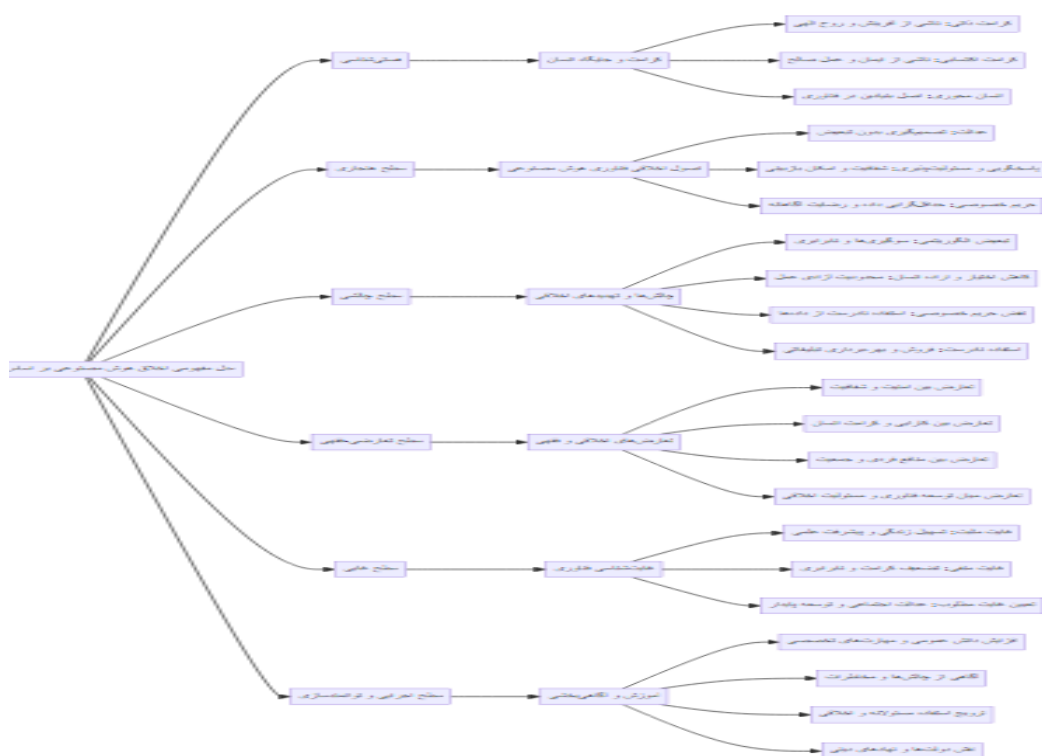 مدل مفهومی اخلاق هوش مصنوعی بر اساس
هستی‌شناسی
کرامت و جایگاه انسان
کرامت ذاتی: ناشی از آفرینش و روح الهی
کرامت اکتسابی: ناشی از ایمان و عمل صالح
انسان محوری: اصل بنیادین در فناوری
سطح هنجاری
اصول اخلاقی فناوری هوش مصنوعی
عدالت: تصمیم‌گیری بدون تبعیض
پاسخگویی و مسئولیت‌پذیری: شفافیت و امکان بازبینی
حریم خصوصی: حداقل‌گرایی داده و رضایت آگاهانه
سطح چالشی
چالش‌ها و تهدیدهای اخلاقی
تبعیض الگوریتمی: سوگیری‌ها و نابرابری
کاهش اختیار و اراده انسان: محدودیت آزادی عمل
نقض حریم خصوصی: استفاده نادرست از داده‌ها
استفاده نادرست: فروش و بهره‌برداری تبلیغاتی
سطح تعارضی-فقهی
تعارض‌های اخلاقی و فقهی
تعارض بین امنیت و شفافیت
تعارض بین کارایی و کرامت انسان
تعارض بین منافع فردی و جمعیت
تعارض میان توسعه فناوری و مسئولیت اخلاقی
سطح غایی
غایت‌شناسی فناوری
غایت مثبت: تسهیل زندگی و پیشرفت علمی
غایت منفی: تضعیف کرامت و نابرابری
تعیین غایت مطلوب: عدالت اجتماعی و توسعه پایدار
سطح اجرایی و توانمندسازی
آموزش و آگاهی‌بخشی
افزایش دانش عمومی و مهارت‌های تخصصی
آگاهی از چالش‌ها و مخاطرات
ترویج استفاده مسئولانه و اخلاقی
نقش دولت‌ها و نهادهای دینی